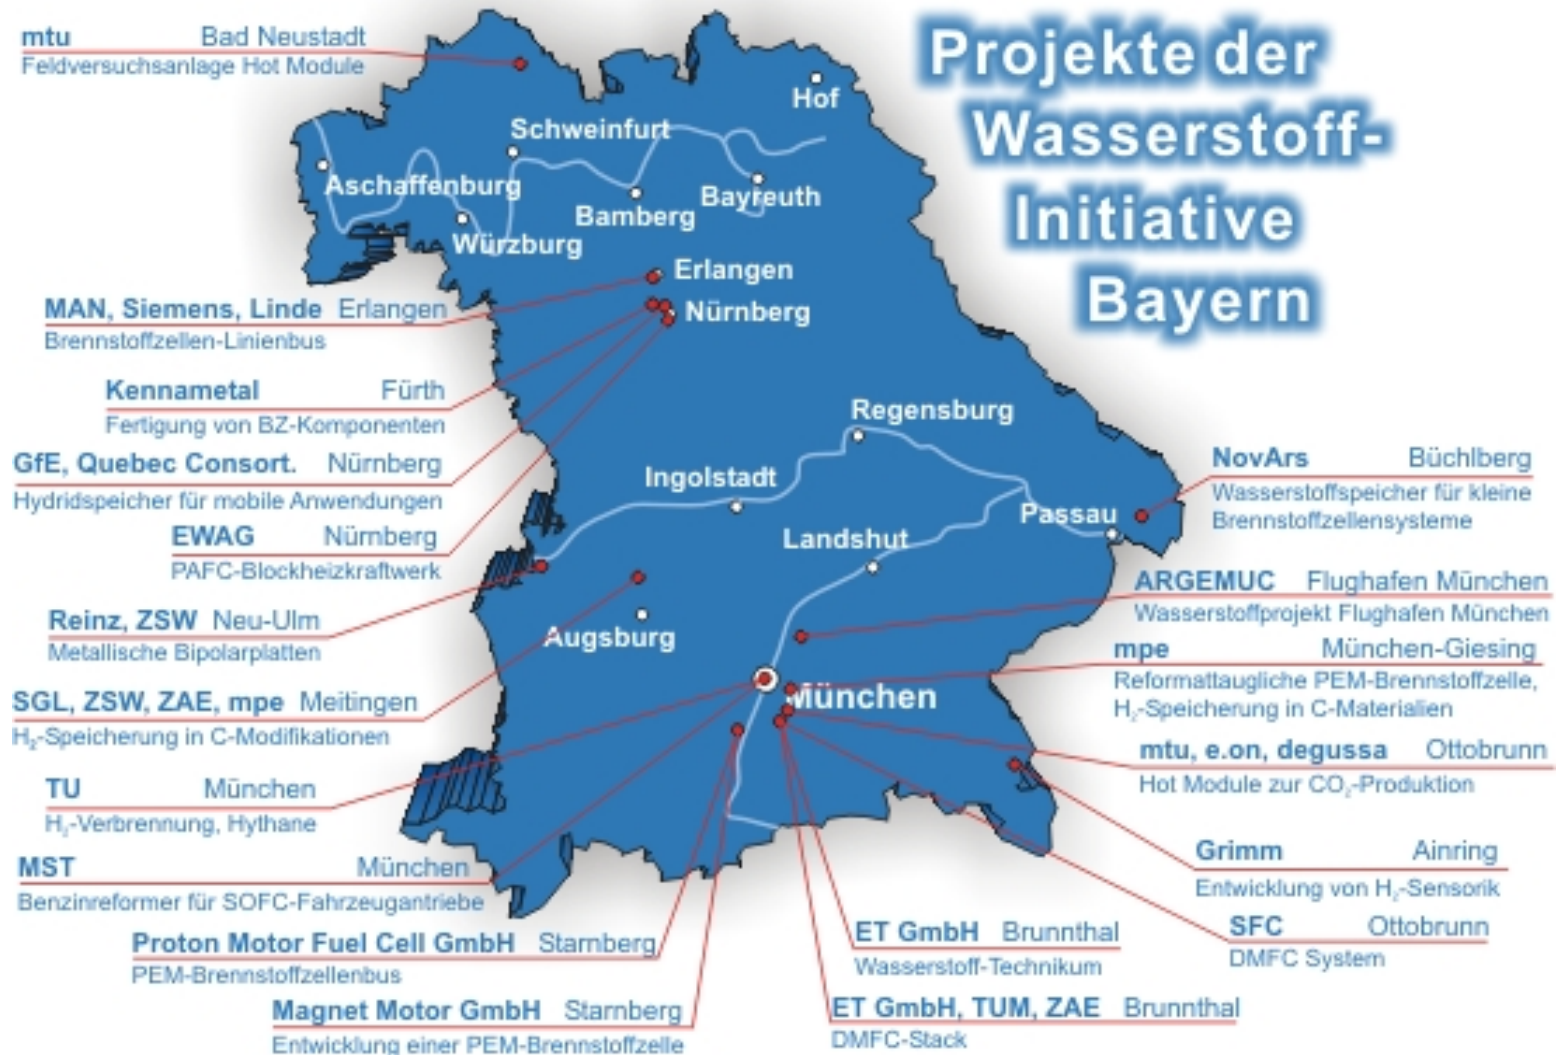 Projekte der
Wasserstoff-
Initiative
Bayern
mtu Bad Neustadt
Feldversuchsanlage Hot Module
Hof
Schweinfurt
Aschaffenburg
Bayreuth
Bamberg
Würzburg
Erlangen
Nürnberg
MAN, Siemens, Linde Erlangen
Brennstoffzellen-Linienbus
Kennametal Fürth
Fertigung von BZ-Komponenten
GfE, Quebec Consort. Nürnberg
Hydridspeicher für mobile Anwendungen
EWAG Nürnberg
PAFC-Blockheizkraftwerk
Reinz, ZSW Neu-Ulm
Metallische Bipolarplatten
SGL, ZSW, ZAE, mpe Meitingen
H₂-Speicherung in C-Modifikationen
TU München
H₂-Verbrennung, Hythane
MST München
Benzinreformer für SOFC-Fahrzeugantriebe
Proton Motor Fuel Cell GmbH Starnberg
PEM-Brennstoffzellenbus
Magnet Motor GmbH Starnberg
Entwicklung einer PEM-Brennstoffzelle
Regensburg
Ingolstadt
Passau
Landshut
Augsburg
München
NovArs Büchlberg
Wasserstoffspeicher für kleine
Brennstoffzellensysteme
ARGEMUC Flughafen München
Wasserstoffprojekt Flughafen München
mpe München-Giesing
Reformattaugliche PEM-Brennstoffzelle,
H₂-Speicherung in C-Materialien
mtu, e.on, degussa Ottobrunn
Hot Module zur CO₂-Produktion
Grimm Ainring
Entwicklung von H₂-Sensorik
SFC Ottobrunn
DMFC System
ET GmbH Brunnthal
Wasserstoff-Technikum
ET GmbH, TUM, ZAE Brunnthal
DMFC-Stack